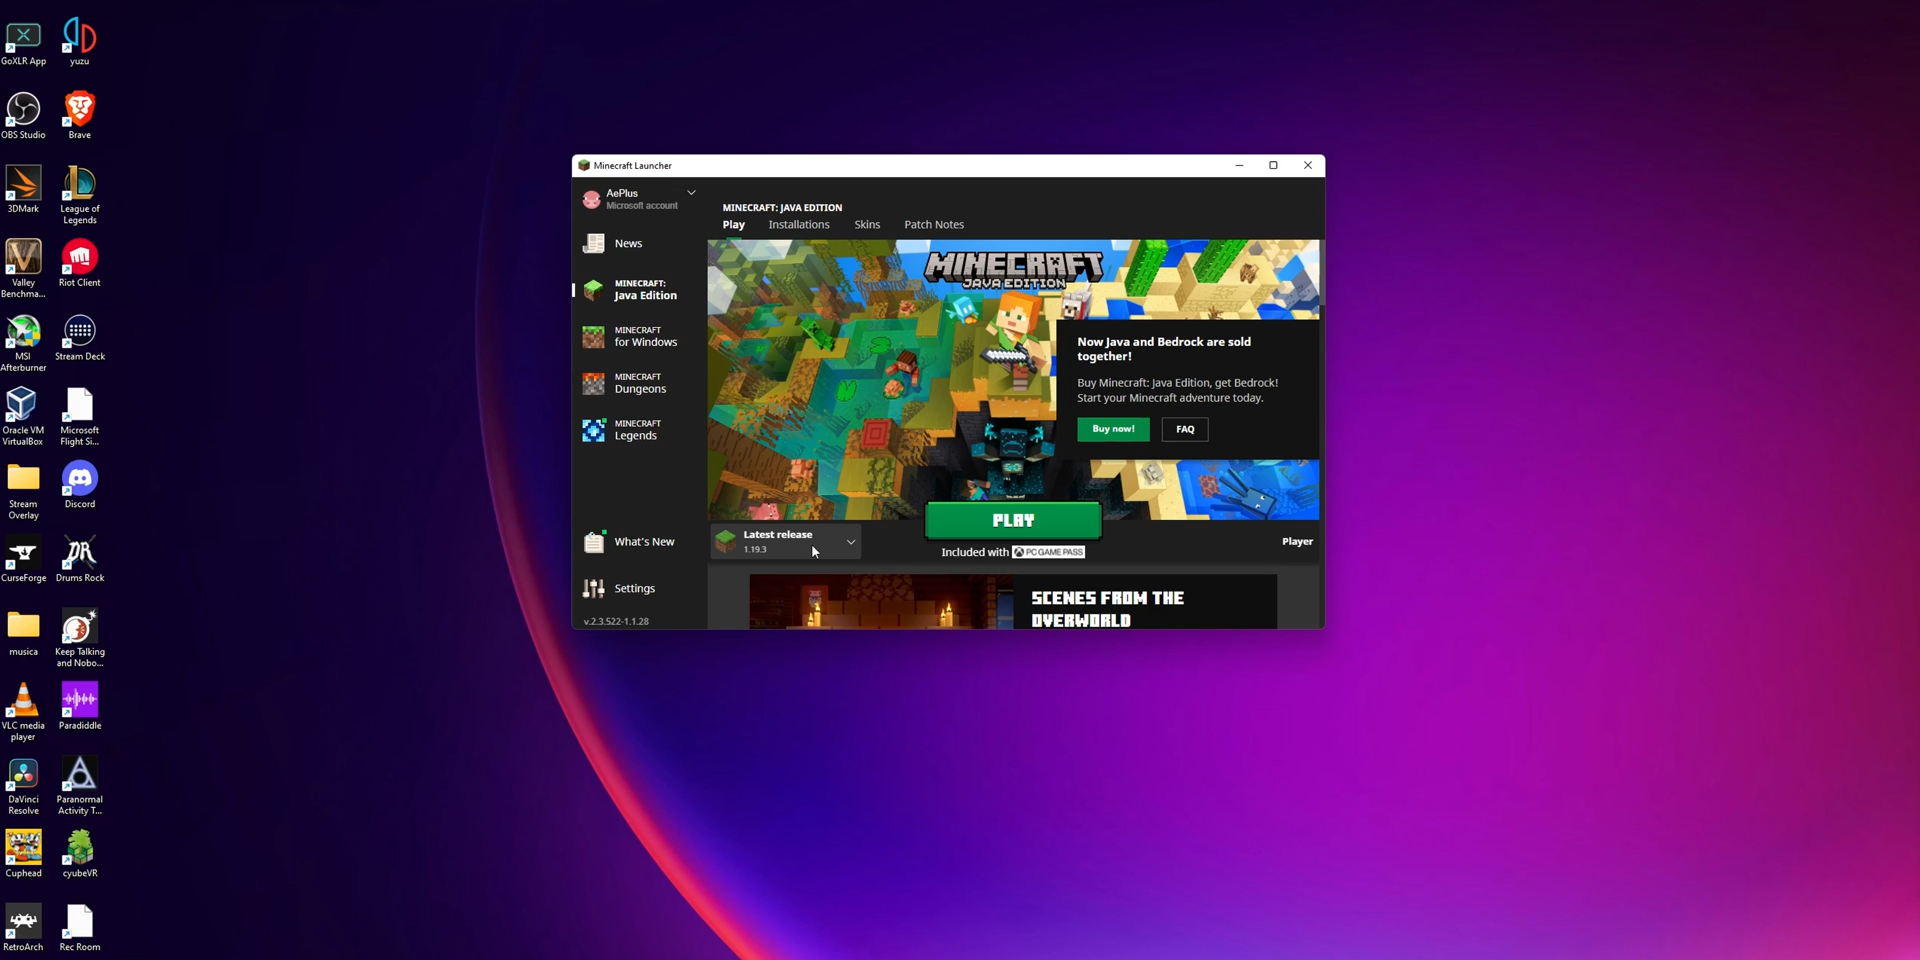 GoXLR App
yuzu
OBS Studio
Brave
3DMark
League of
Legends
Valley
Benchma...
Riot Client
MSI
Afterburner
Stream Deck
Oracle VM
VirtualBox
Microsoft
Flight Si...
Stream
Overlay
Discord
CurseForge
Drums Rock
musica
Keep Talking
and Nobo...
VLC media
player
Paradiddle
DaVinci
Resolve
Paranormal
Activity T...
Cuphead
cyubeVR
RetroArch
Rec Room
Minecraft Launcher
AePlus
Microsoft account
News
MINECRAFT:
Java Edition
MINECRAFT
for Windows
MINECRAFT
Dungeons
MINECRAFT
Legends
What's New
Settings
v.2.3.522-1.1.28
MINECRAFT: JAVA EDITION
Play Installations Skins Patch Notes
MINECRAFT
JAVA EDITION
Now Java and Bedrock are sold
together!
Buy Minecraft: Java Edition, get Bedrock!
Start your Minecraft adventure today.
Buy now! FAQ
PLAY
Latest release
1.19.3
Included with PC GAME PASS
Player
SCENES FROM THE
OVERWORLD